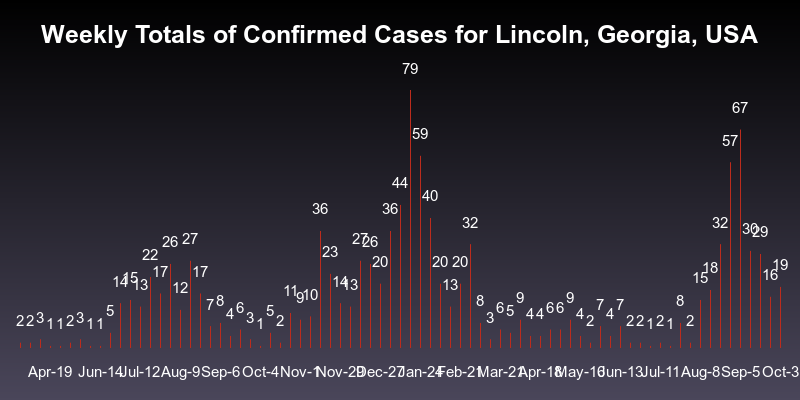 Weekly Totals of Confirmed Cases for Lincoln, Georgia, USA
2 2 3 1 1 2 3 1 1 5 14 15 13 22 17 26 12 27 17 7 8 4 6 3 1 5 2 11 9 10 36 23 14 13 27 26 20 36 44 79 59 40 20 13 20 32 8 3 6 5 9 4 4 6 6 9 4 2 7 4 7 2 2 1 2 1 8 2 15 18 32 57 67 30 29 16 19
Apr-19 Jun-14 Jul-12 Aug-9 Sep-6 Oct-4 Nov-1 Nov-29 Dec-27 Jan-24 Feb-21 Mar-21 Apr-18 May-16 Jun-13 Jul-11 Aug-8 Sep-5 Oct-3